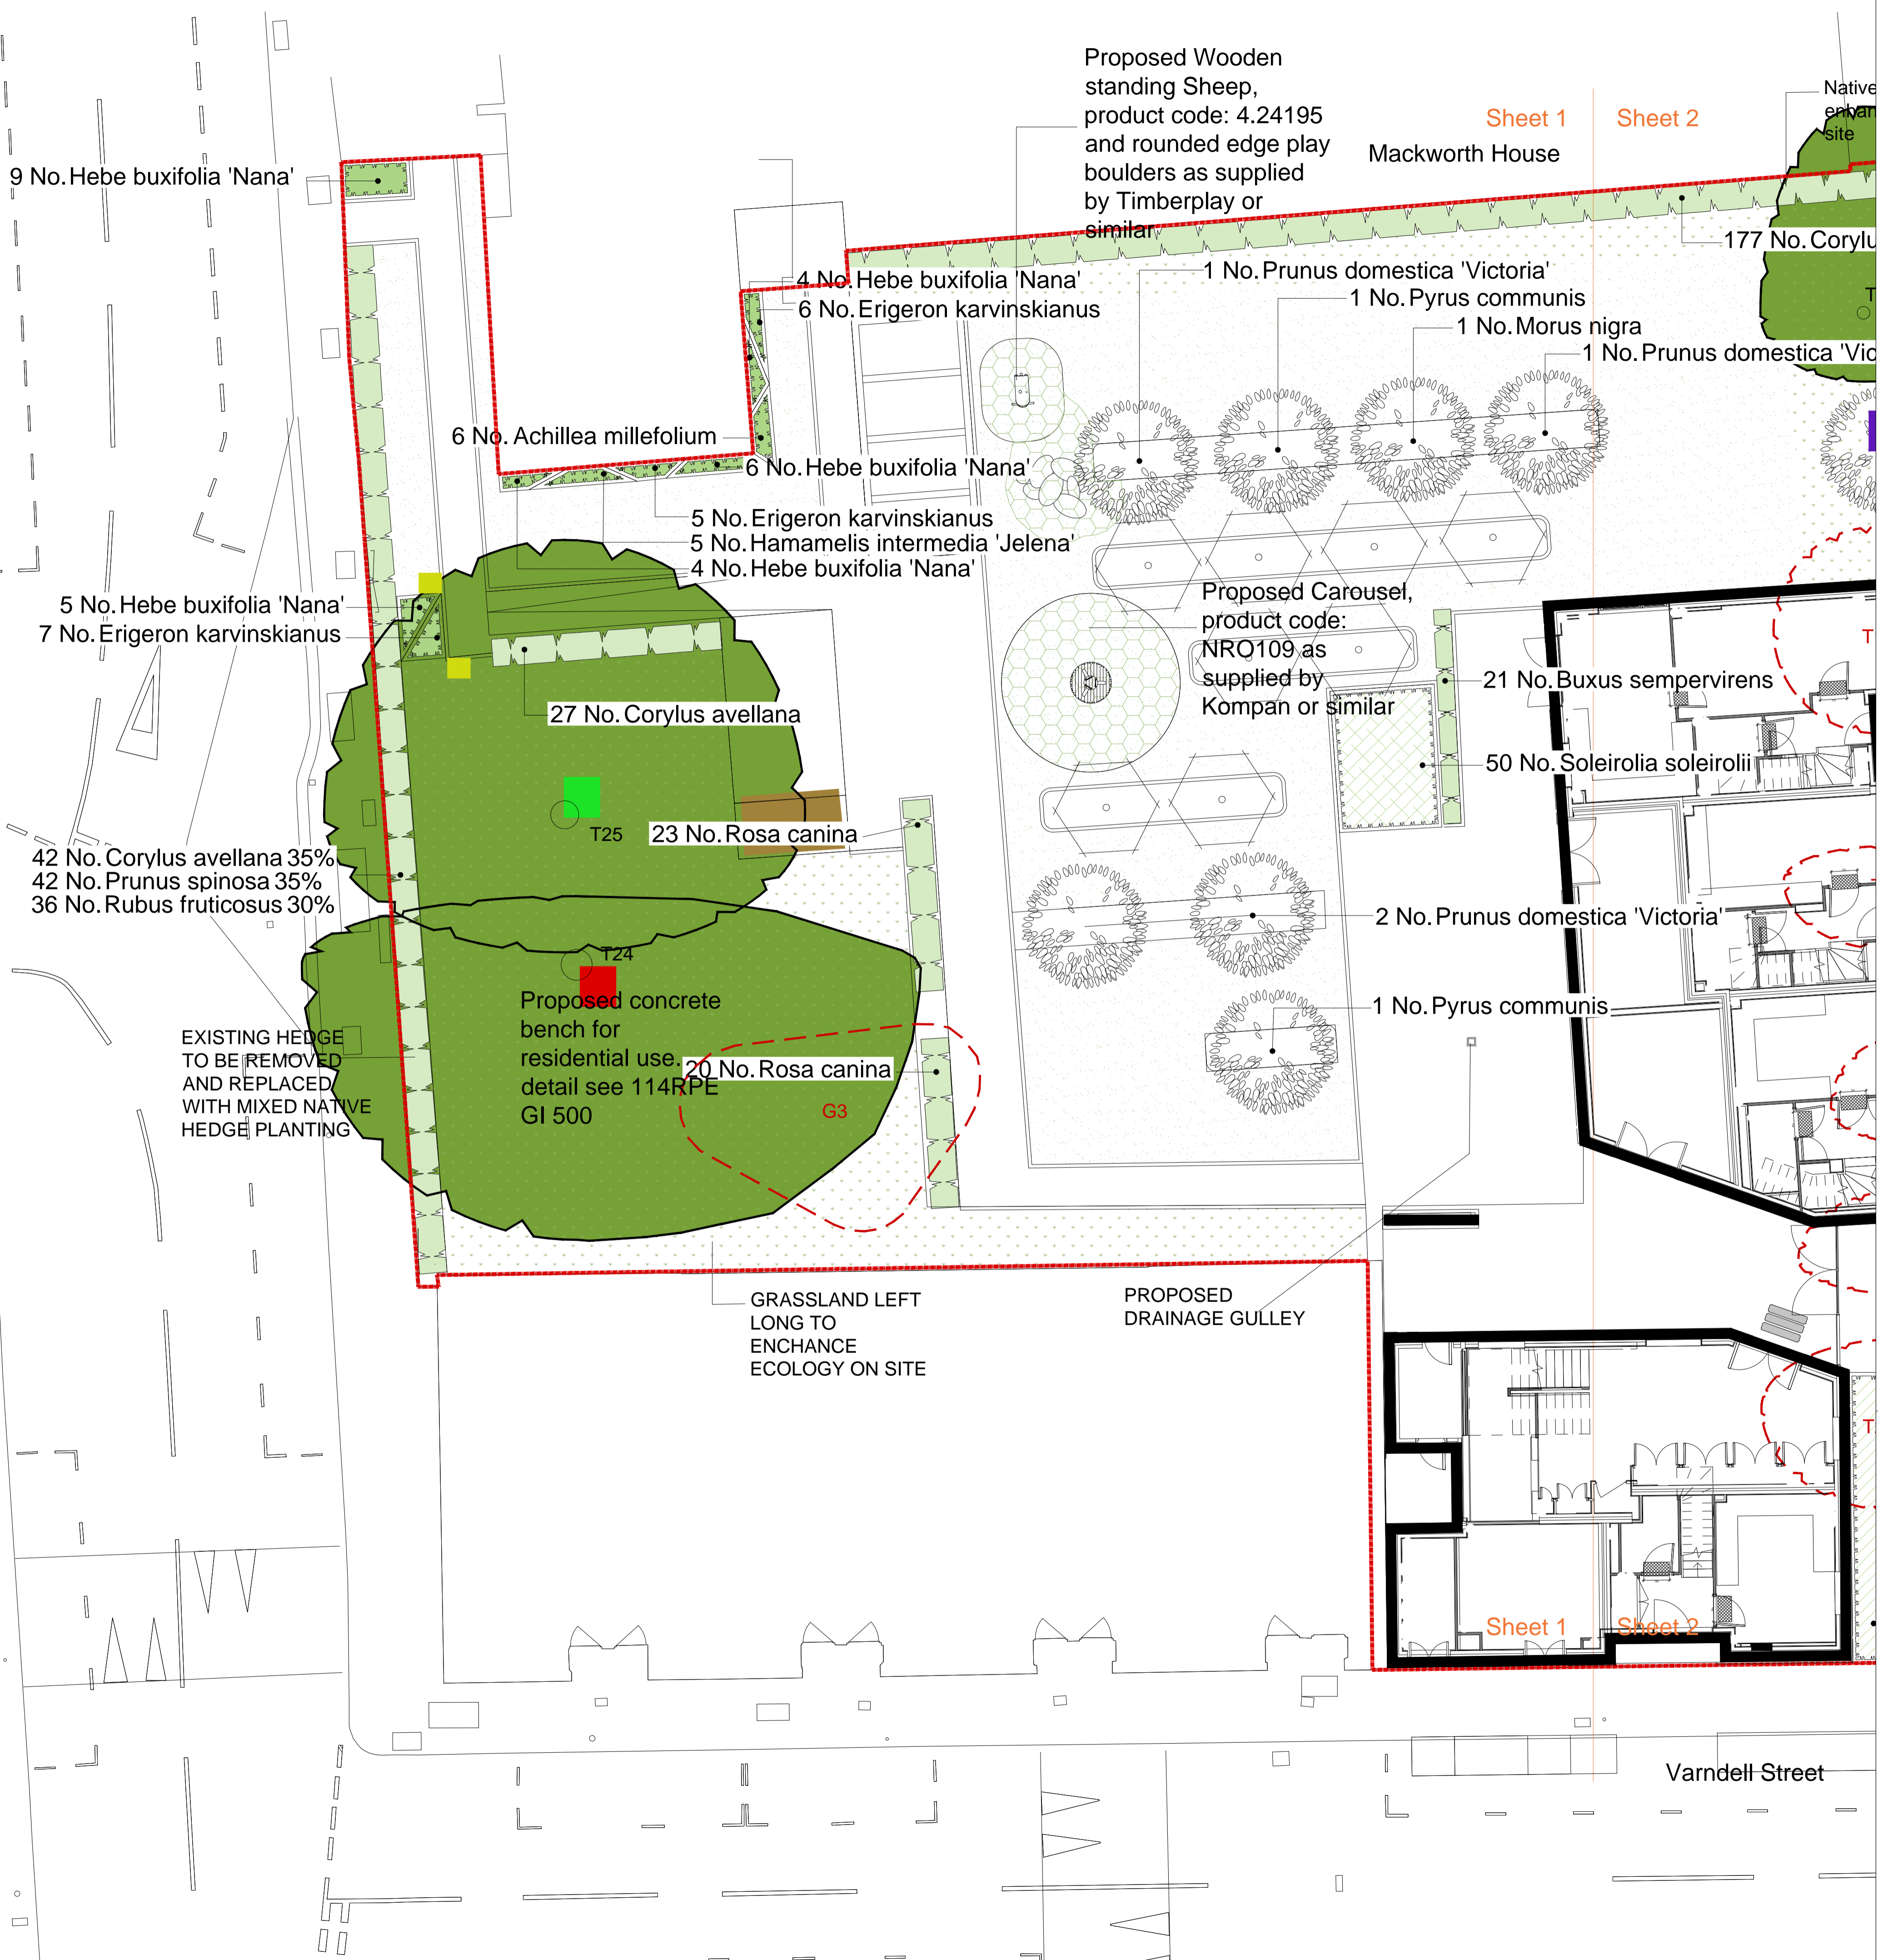 Proposed Wooden
standing Sheep,
product code: 4.24195
and rounded edge play
boulders as supplied
by Timberplay or
similar
Sheet 1
Sheet 2
Mackworth House
Native
enhan
site
9 No. Hebe buxifolia 'Nana'
177 No. Corylu
4 No. Hebe buxifolia 'Nana'
6 No. Erigeron karvinskianus
1 No. Prunus domestica 'Victoria'
1 No. Pyrus communis
1 No. Morus nigra
1 No. Prunus domestica 'Vic
T
6 No. Achillea millefolium
6 No. Hebe buxifolia 'Nana'
5 No. Erigeron karvinskianus
5 No. Hamamelis intermedia 'Jelena'
4 No. Hebe buxifolia 'Nana'
5 No. Hebe buxifolia 'Nana'
7 No. Erigeron karvinskianus
Proposed Carousel,
product code:
NRO109 as
supplied by
Kompan or similar
T
21 No. Buxus sempervirens
27 No. Corylus avellana
50 No. Soleirolia soleirolii
T25
23 No. Rosa canina
42 No. Corylus avellana 35%
42 No. Prunus spinosa 35%
36 No. Rubus fruticosus 30%
2 No. Prunus domestica 'Victoria'
T24
Proposed concrete
bench for
residential use.
detail see 114RPE
GI 500
1 No. Pyrus communis
20 No. Rosa canina
G3
EXISTING HEDGE
TO BE REMOVED
AND REPLACED
WITH MIXED NATIVE
HEDGE PLANTING
GRASSLAND LEFT
LONG TO
ENCHANCE
ECOLOGY ON SITE
PROPOSED
DRAINAGE GULLEY
T
Sheet 1
Sheet 2
Varndell Street